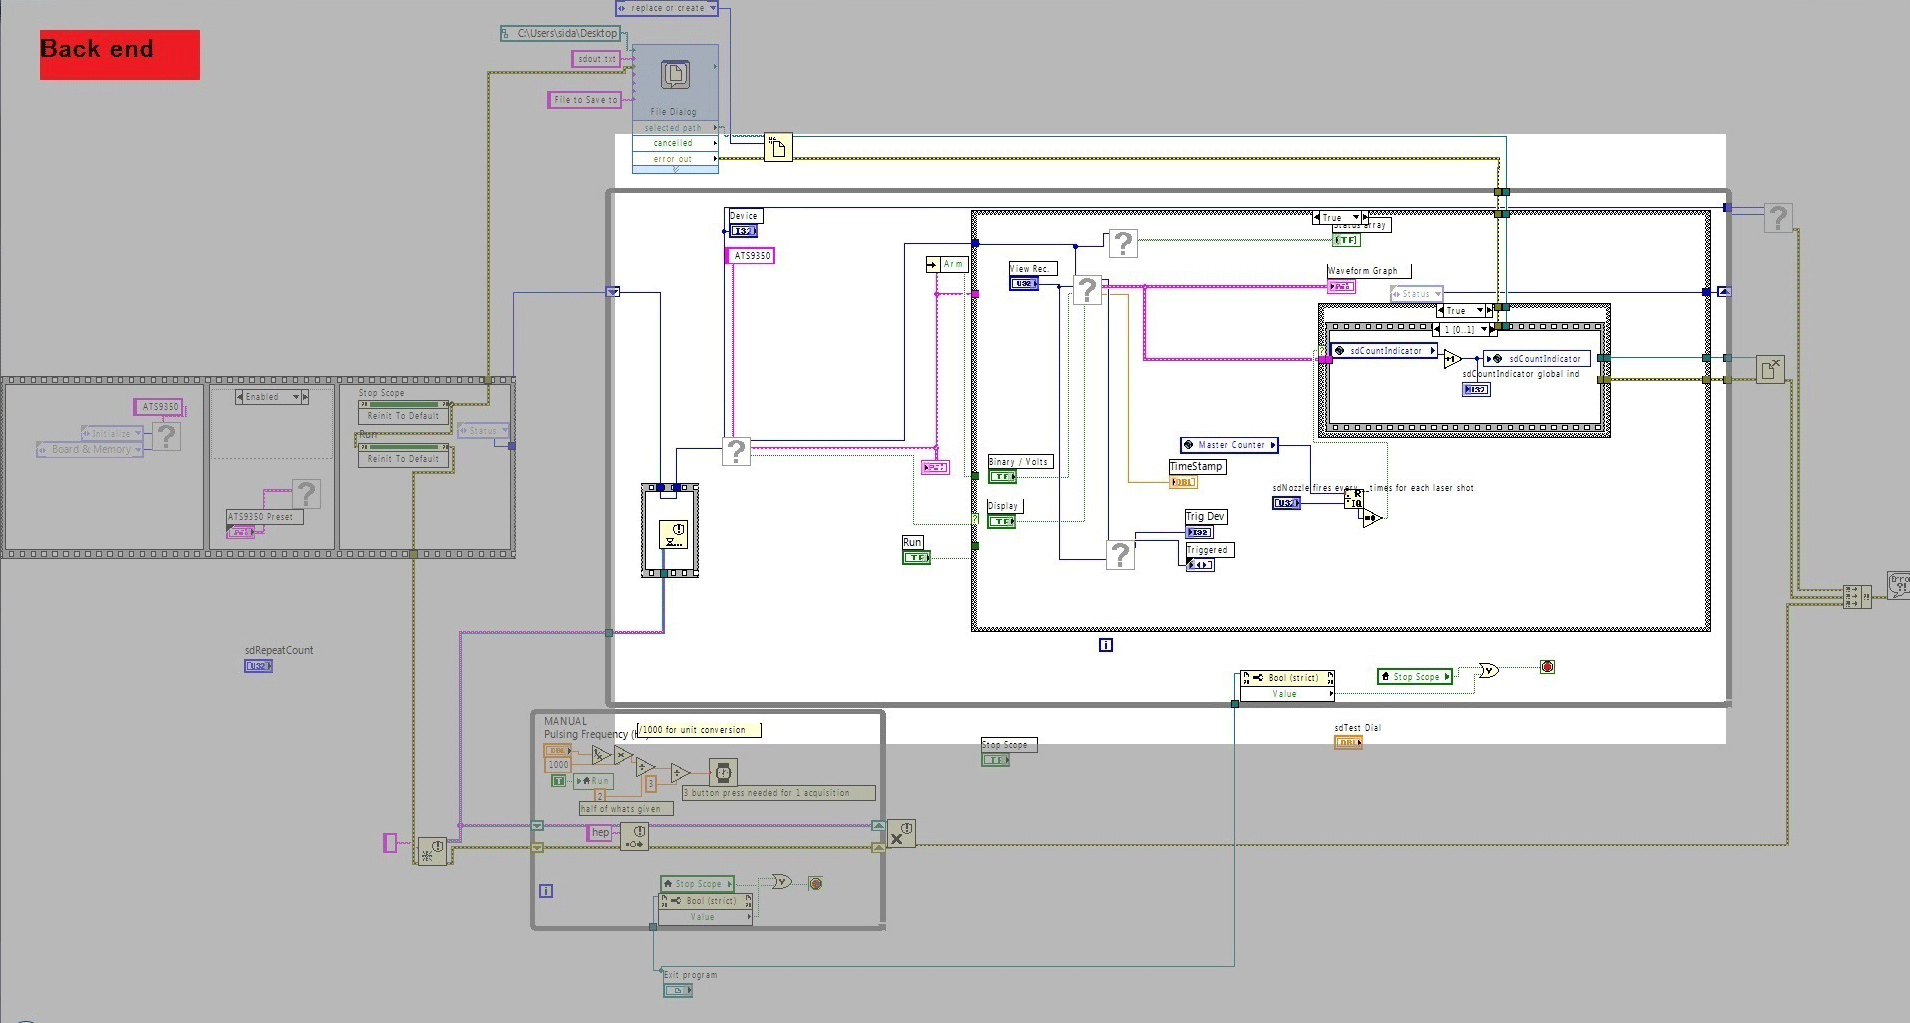 Back end
replace or create
C:\Users\sida\Desktop
sdout.txt
File to Save to
File Dialog
selected path
cancelled
error out
Device
I32
ATS9350
Arm
True
Status array
[TF]
View Rec.
U32
Waveform Graph
Status
True
1 [0..1]
sdCountIndicator
+1
sdCountIndicator
sdCountIndicator global ind
I32
Master Counter
Binary / Volts
TF
TimeStamp
DBL
sdNozzle fires every
times for each laser shot
U32
R
IQ
=0
Display
TF
Trig Dev
I32
Triggered
Run
TF
ATS9350
Initialize
Board & Memory
Enabled
ATS9350 Preset
Stop Scope
Reinit To Default
Run
Reinit To Default
Status
sdRepeatCount
U32
i
Bool (strict)
Value
Stop Scope
Error
?!
MANUAL
Pulsing Frequency (
/1000 for unit conversion
DBL
1000
T
Run
2
3
3 button press needed for 1 acquisition
half of whats given
hep
i
Stop Scope
Bool (strict)
Value
Stop Scope
TF
sdTest Dial
DBL
Exit program